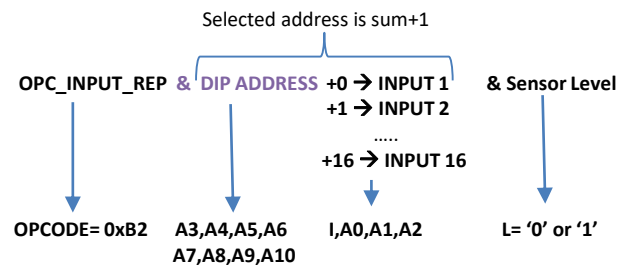 Selected address is sum+1
OPC_INPUT_REP & DIP ADDRESS +0 → INPUT 1 & Sensor Level
+1 → INPUT 2
.....
+16 → INPUT 16
OPCODE= 0xB2 A3,A4,A5,A6 I,A0,A1,A2 L= ‘0’ or ‘1’
A7,A8,A9,A10